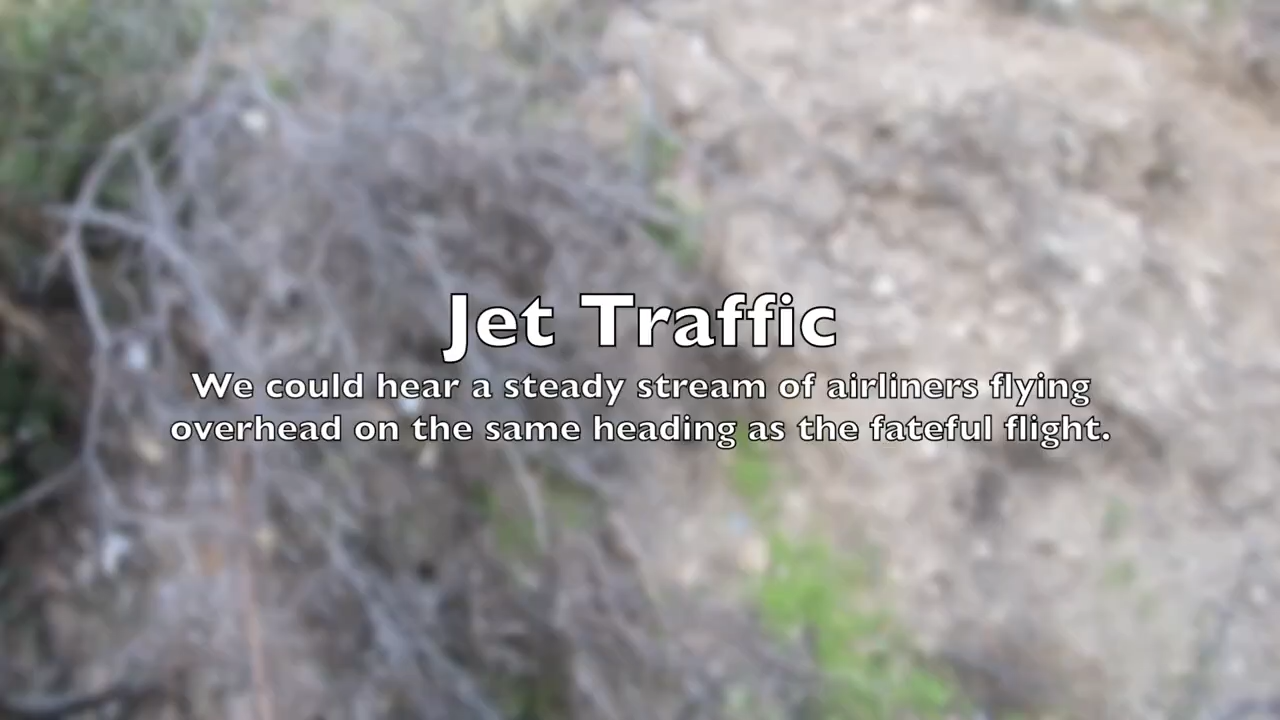 Jet Traffic
We could hear a steady stream of airliners flying
overhead on the same heading as the fateful flight.